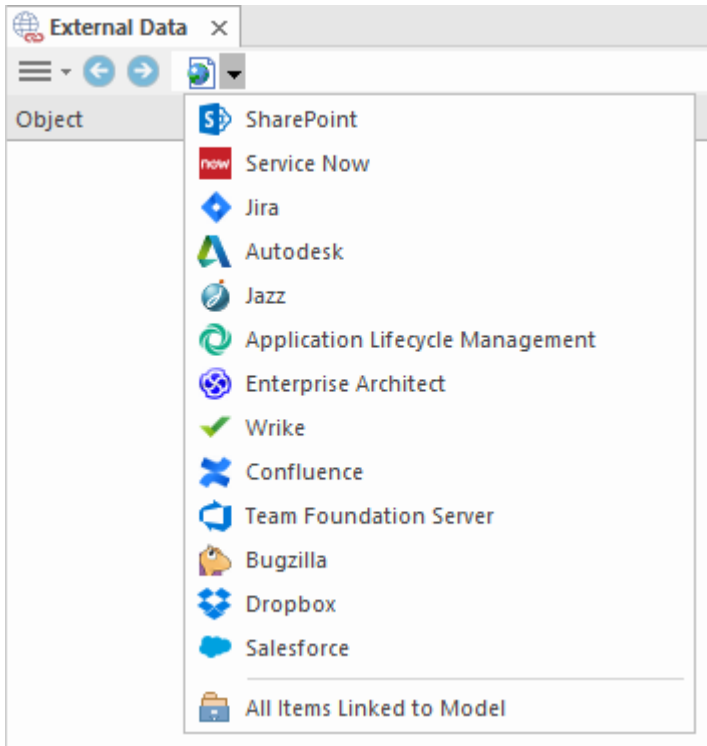 External Data
Object
SharePoint
now Service Now
Jira
Autodesk
Jazz
Application Lifecycle Management
Enterprise Architect
Wrike
Confluence
Team Foundation Server
Bugzilla
Dropbox
Salesforce
All Items Linked to Model